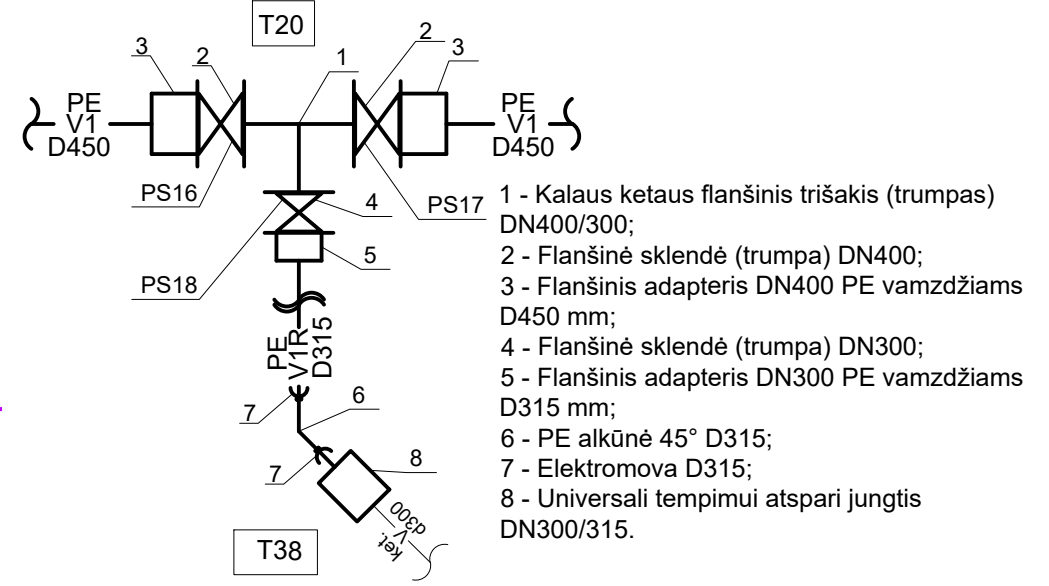 T20
3
2
1
2
3
PE
V1
D450
PE
V1
D450
PS16
4
PS17
5
PS18
PE
V1R
D315
7
6
7
8
ket. V
d300
T38
1 - Kalaus ketaus flanšinis trišakis (trumpas)
DN400/300;
2 - Flanšinė sklendė (trumpa) DN400;
3 - Flanšinis adapteris DN400 PE vamzdžiams
D450 mm;
4 - Flanšinė sklendė (trumpa) DN300;
5 - Flanšinis adapteris DN300 PE vamzdžiams
D315 mm;
6 - PE alkūnė 45° D315;
7 - Elektromova D315;
8 - Universali tempimui atspari jungtis
DN300/315.